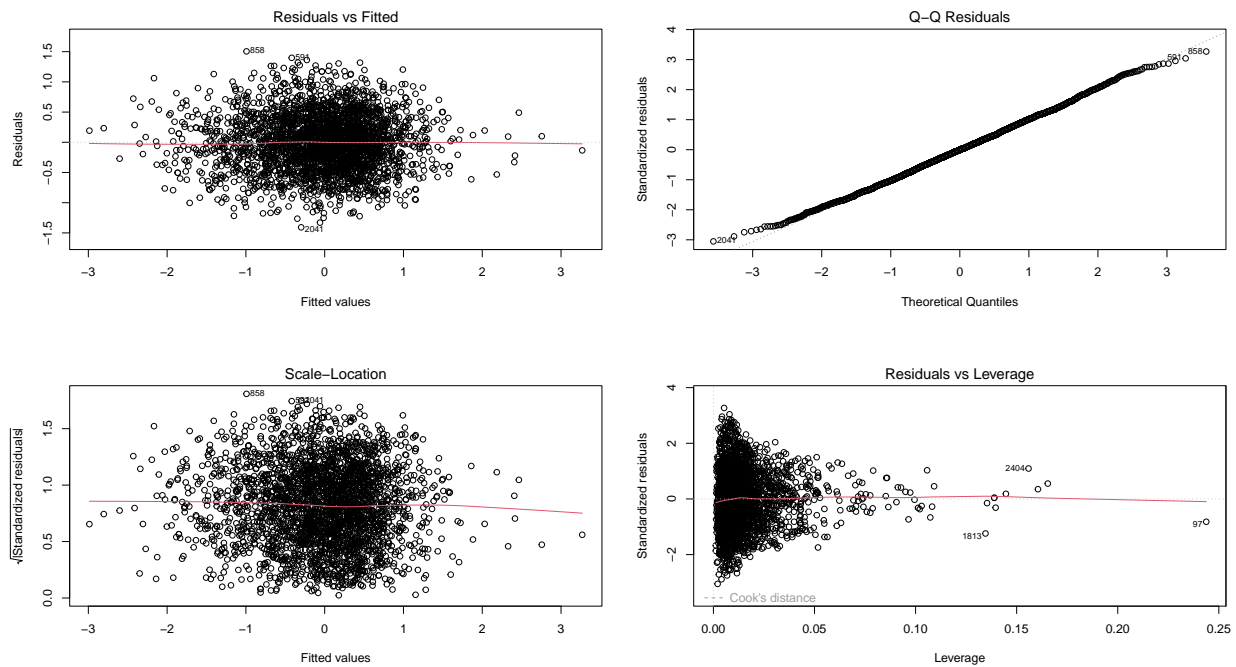 Residuals vs Fitted
Residuals
1.5
1.0
0.5
−0.5
−1.5
858
591
2041
−3 −2 −1 0 1 2 3
Fitted values
Q−Q Residuals
Standardized residuals
4
3
2
1
0
−1
−2
−3
591
858
2041
−3 −2 −1 0 1 2 3
Theoretical Quantiles
Scale−Location
√|Standardized residuals|
1.5
1.0
0.5
0.0
858
2041
−3 −2 −1 0 1 2 3
Fitted values
Residuals vs Leverage
Standardized residuals
4
2
0
−2
2404
1813
97
Cook's distance
0.00 0.05 0.10 0.15 0.20 0.25
Leverage